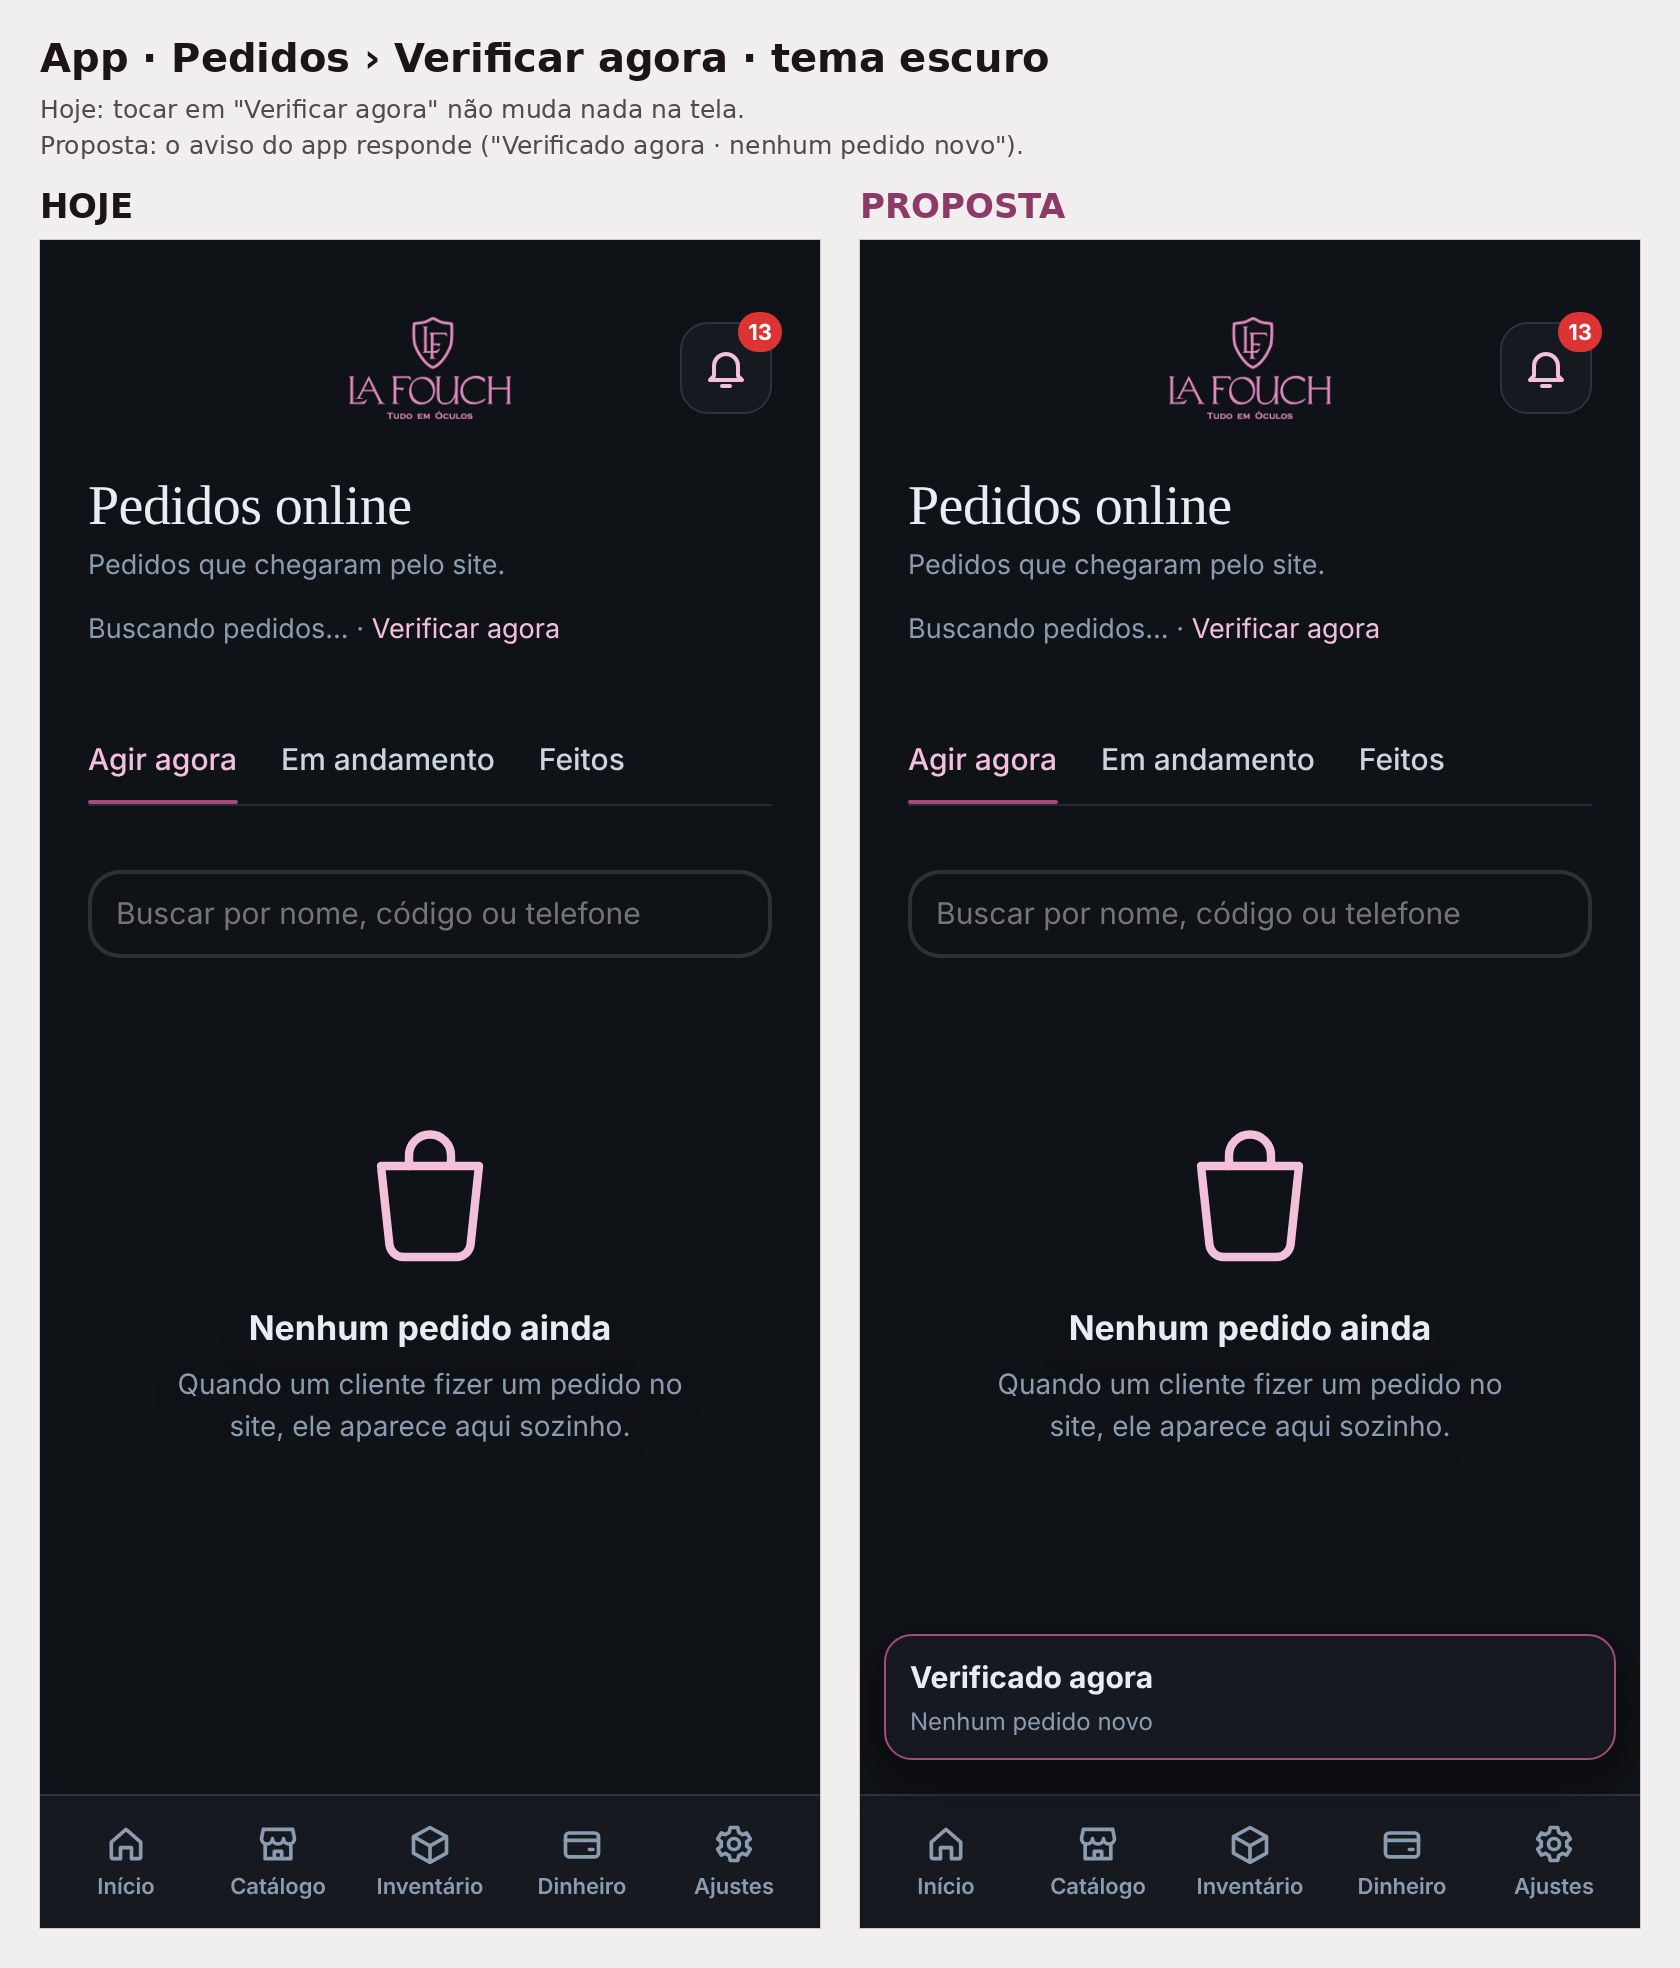 App · Pedidos › Verificar agora · tema escuro
Hoje: tocar em "Verificar agora" não muda nada na tela.
Proposta: o aviso do app responde ("Verificado agora · nenhum pedido novo").
HOJE
LF
LA FOUCH
TUDO EM ÓCULOS
13
Pedidos online
Pedidos que chegaram pelo site.
Buscando pedidos... · Verificar agora
Agir agora Em andamento Feitos
Buscar por nome, código ou telefone
Nenhum pedido ainda
Quando um cliente fizer um pedido no
site, ele aparece aqui sozinho.
Início Catálogo Inventário Dinheiro Ajustes
PROPOSTA
LF
LA FOUCH
TUDO EM ÓCULOS
13
Pedidos online
Pedidos que chegaram pelo site.
Buscando pedidos... · Verificar agora
Agir agora Em andamento Feitos
Buscar por nome, código ou telefone
Nenhum pedido ainda
Quando um cliente fizer um pedido no
site, ele aparece aqui sozinho.
Verificado agora
Nenhum pedido novo
Início Catálogo Inventário Dinheiro Ajustes